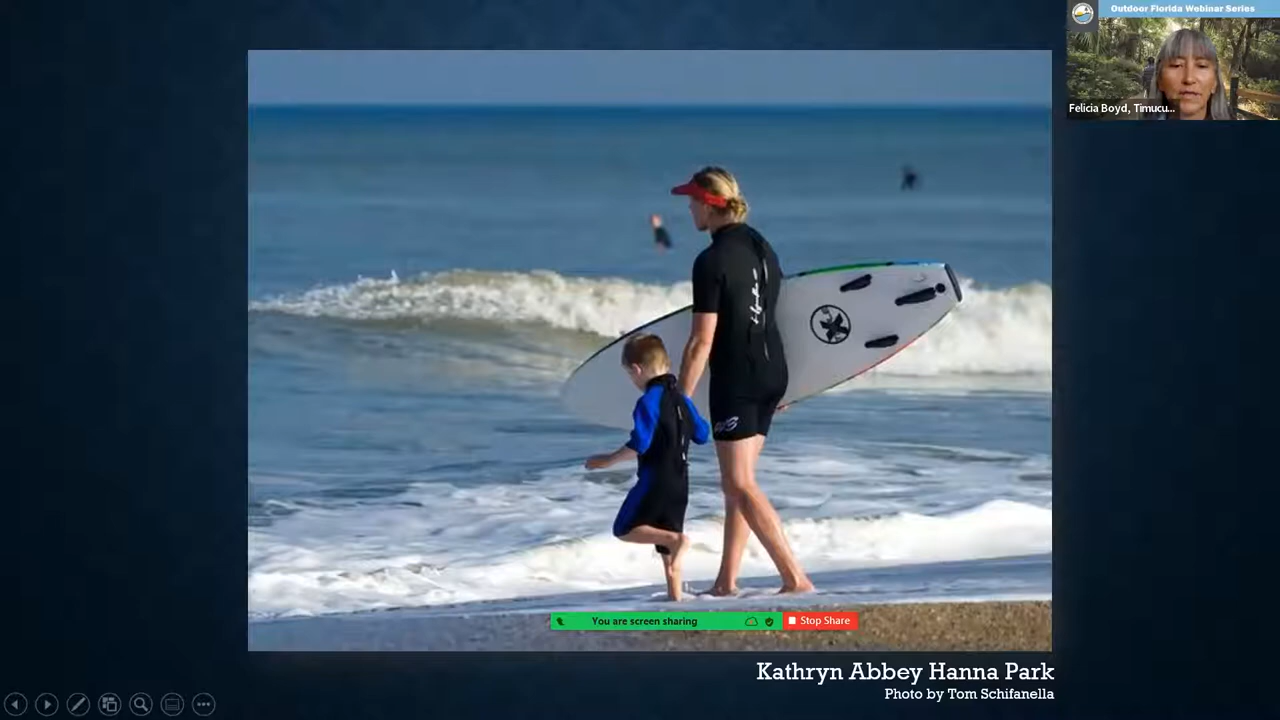 Outdoor Florida Webinar Series
Felicia Boyd, Timucu...
You are screen sharing
Stop Share
Kathryn Abbey Hanna Park
Photo by Tom Schifanella